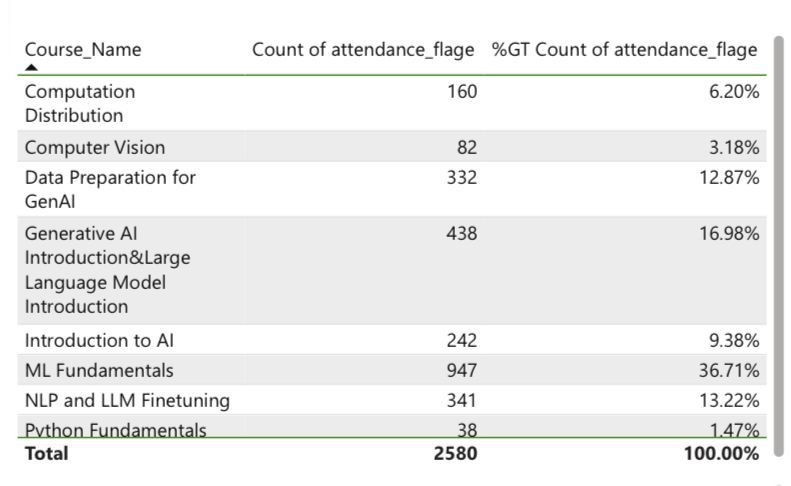 Course_Name Count of attendance_flage %GT Count of attendance_flage
Computation 160 6.20%
Distribution
Computer Vision 82 3.18%
Data Preparation for 332 12.87%
GenAI
Generative AI 438 16.98%
Introduction&Large
Language Model
Introduction
Introduction to AI 242 9.38%
ML Fundamentals 947 36.71%
NLP and LLM Finetuning 341 13.22%
Python Fundamentals 38 1.47%
Total 2580 100.00%